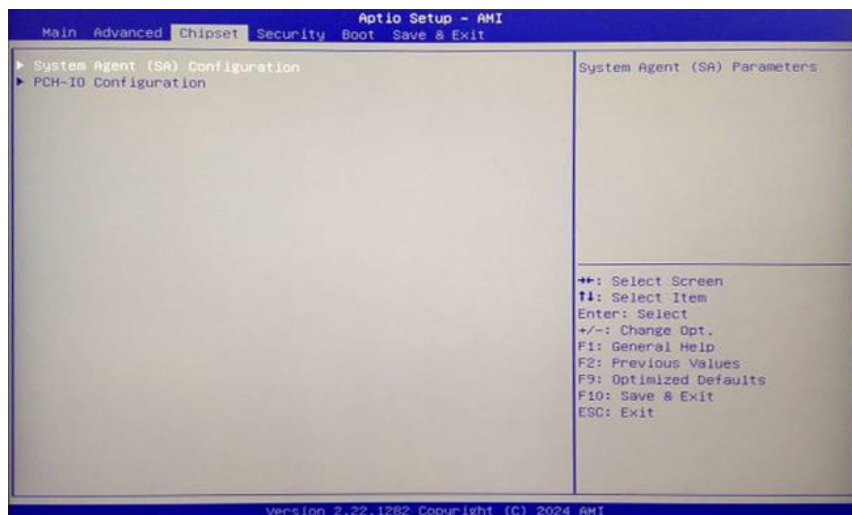 Aptio Setup - AMI
Main Advanced Chipset Security Boot Save & Exit
▶ System Agent (SA) Configuration
▶ PCH-IO Configuration
System Agent (SA) Parameters
→←: Select Screen
↑↓: Select Item
Enter: Select
+/-: Change Opt.
F1: General Help
F2: Previous Values
F9: Optimized Defaults
F10: Save & Exit
ESC: Exit
Version 2.22.1282 Copyright (C) 2024 AMI